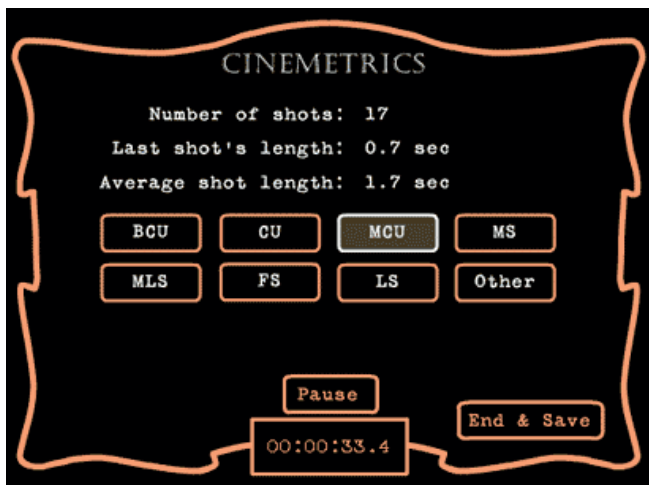 CINEMETRICS
Number of shots: 17
Last shot's length: 0.7 sec
Average shot length: 1.7 sec
BCU CU MCU MS
MLS FS LS Other
Pause
End & Save
00:00:33.4